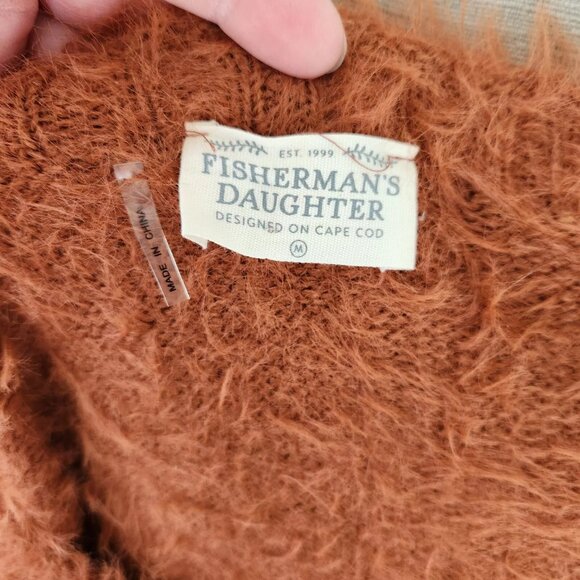 EST. 1999
FISHERMAN'S
DAUGHTER
DESIGNED ON CAPE COD
M
MADE IN CHINA